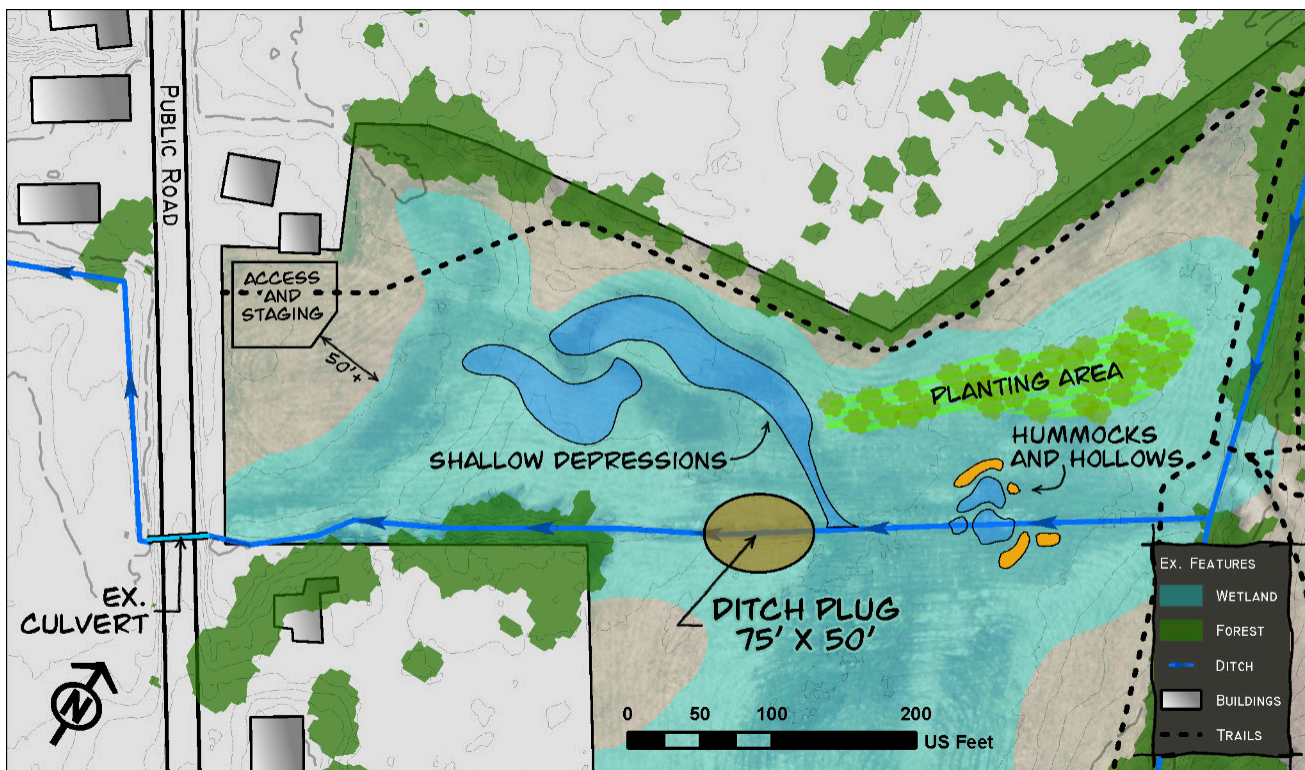 PUBLIC ROAD
ACCESS
AND
STAGING
50'+
PLANTING AREA
SHALLOW DEPRESSIONS
HUMMOCKS
AND HOLLOWS
EX.
CULVERT
DITCH PLUG
75' X 50'
N
0 50 100 200
US Feet
EX. FEATURES
WETLAND
FOREST
DITCH
BUILDINGS
TRAILS